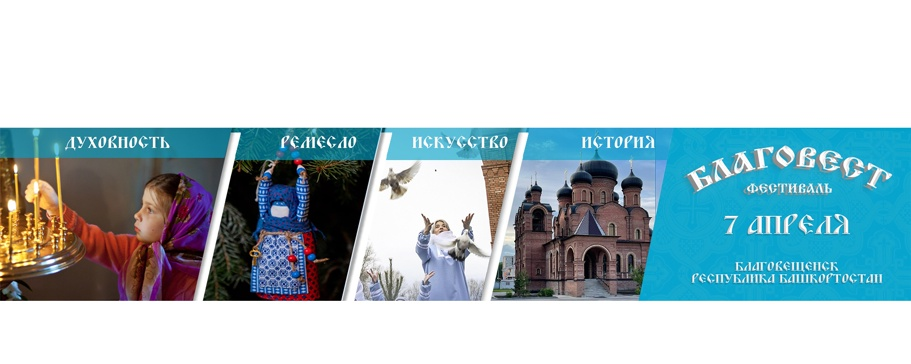 ДУХОВНОСТЬ
РЕМЕСЛО
ИСКУССТВО
ИСТОРИЯ
БЛАГОВЕСТ
ФЕСТИВАЛЬ
7 АПРЕЛЯ
БЛАГОВЕЩЕНСК
РЕСПУБЛИКА БАШКОРТОСТАН